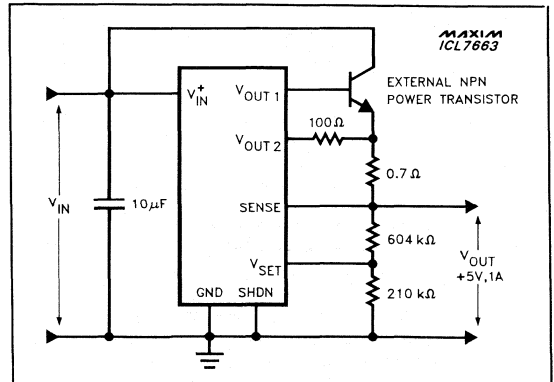 MAXIM
ICL7663
EXTERNAL NPN
POWER TRANSISTOR
V+IN
VOUT 1
100Ω
VOUT 2
0.7Ω
VIN
10µF
SENSE
604 kΩ
VOUT
+5V, 1A
VSET
GND SHDN
210 kΩ